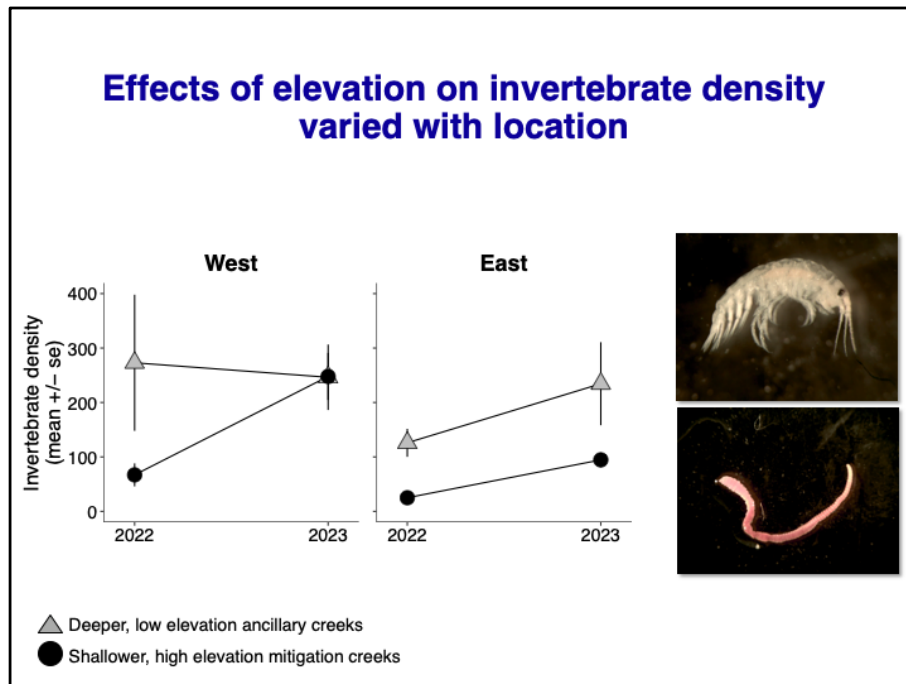 Effects of elevation on invertebrate density
varied with location
West
East
Invertebrate density
(mean +/− se)
400
300
200
100
0
2022
2023
2022
2023
Deeper, low elevation ancillary creeks
Shallower, high elevation mitigation creeks